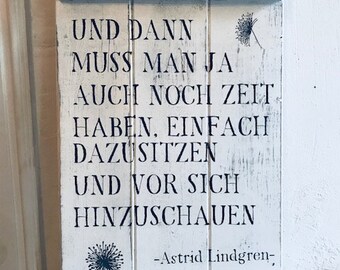 UND DANN
MUSS MAN JA
AUCH NOCH ZEIT
HABEN, EINFACH
DAZUSITZEN
UND VOR SICH
HINZUSCHAUEN
-Astrid Lindgren-